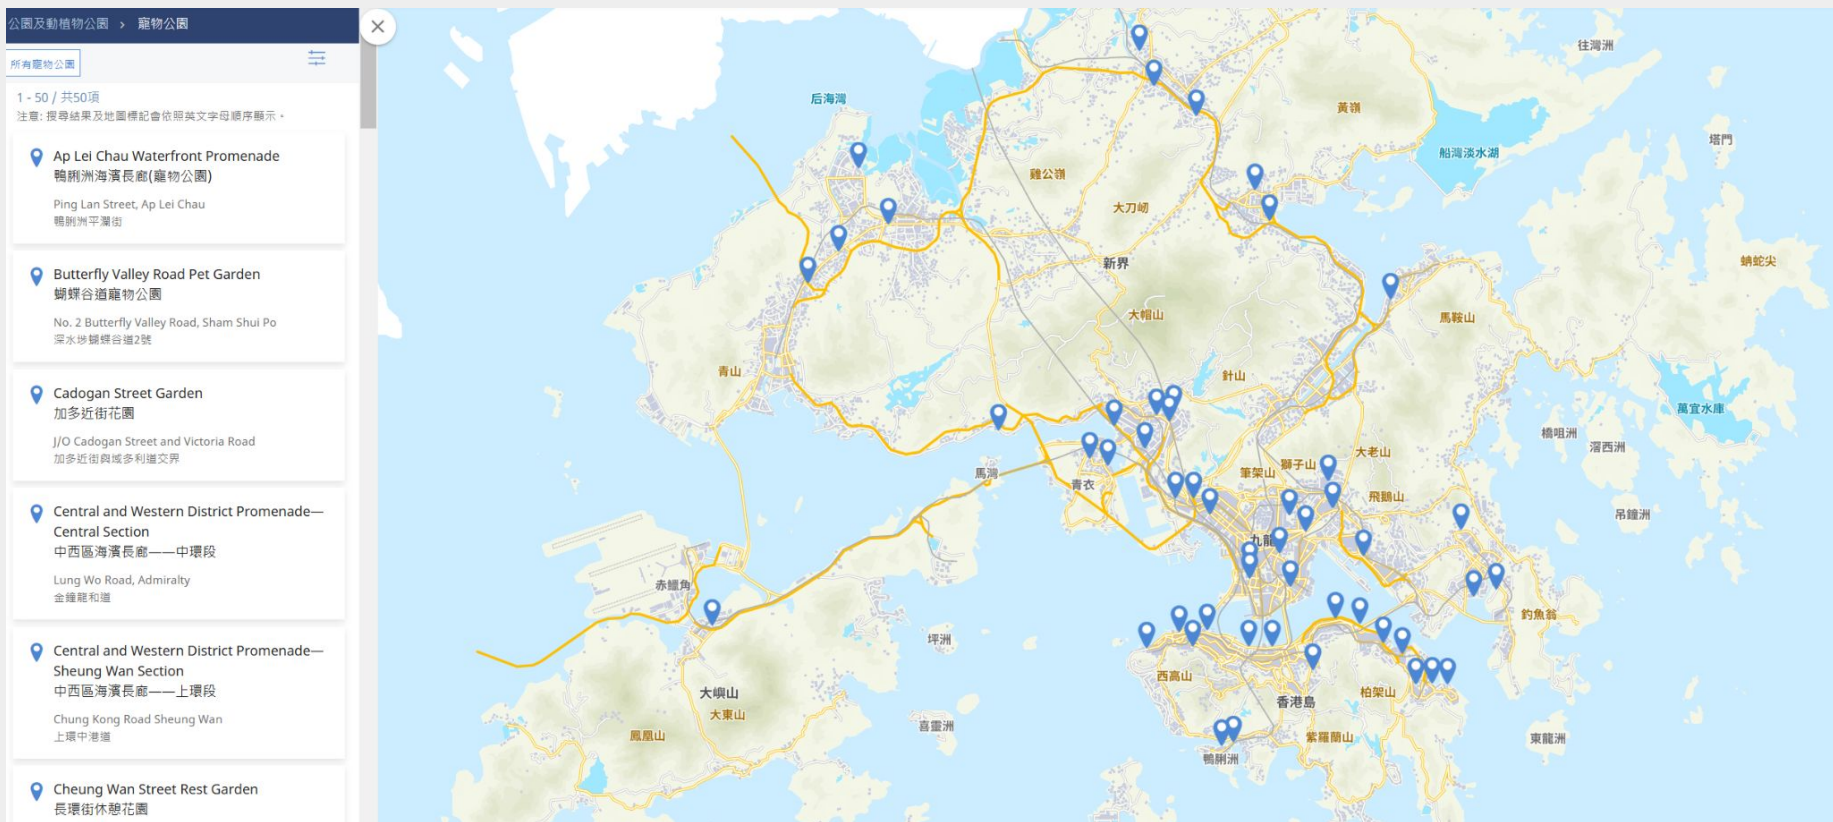 公園及動植物公園 › 寵物公園
所有寵物公園
1 - 50 / 共50項
注意: 搜尋結果及地圖標記會依照英文字母順序顯示。
Ap Lei Chau Waterfront Promenade
鴨脷洲海濱長廊(寵物公園)
Ping Lan Street, Ap Lei Chau
鴨脷洲平瀾街
Butterfly Valley Road Pet Garden
蝴蝶谷道寵物公園
No. 2 Butterfly Valley Road, Sham Shui Po
深水埗蝴蝶谷道2號
Cadogan Street Garden
加多近街花園
J/O Cadogan Street and Victoria Road
加多近街與域多利道交界
Central and Western District Promenade—
Central Section
中西區海濱長廊——中環段
Lung Wo Road, Admiralty
金鐘龍和道
Central and Western District Promenade—
Sheung Wan Section
中西區海濱長廊——上環段
Chung Kong Road Sheung Wan
上環中港道
Cheung Wan Street Rest Garden
長環街休憩花園
往灣洲
后海灣
黃嶺
塔門
船灣淡水湖
雞公嶺
大刀屻
新界
蚺蛇尖
大帽山
馬鞍山
青山
針山
萬宜水庫
橋咀洲
滘西洲
大老山
獅子山
筆架山
馬灣
青衣
飛鵝山
吊鐘洲
九龍
赤鱲角
釣魚翁
坪洲
西高山
大嶼山
柏架山
香港島
大東山
喜靈洲
鳳凰山
紫羅蘭山
東龍洲
鴨脷洲